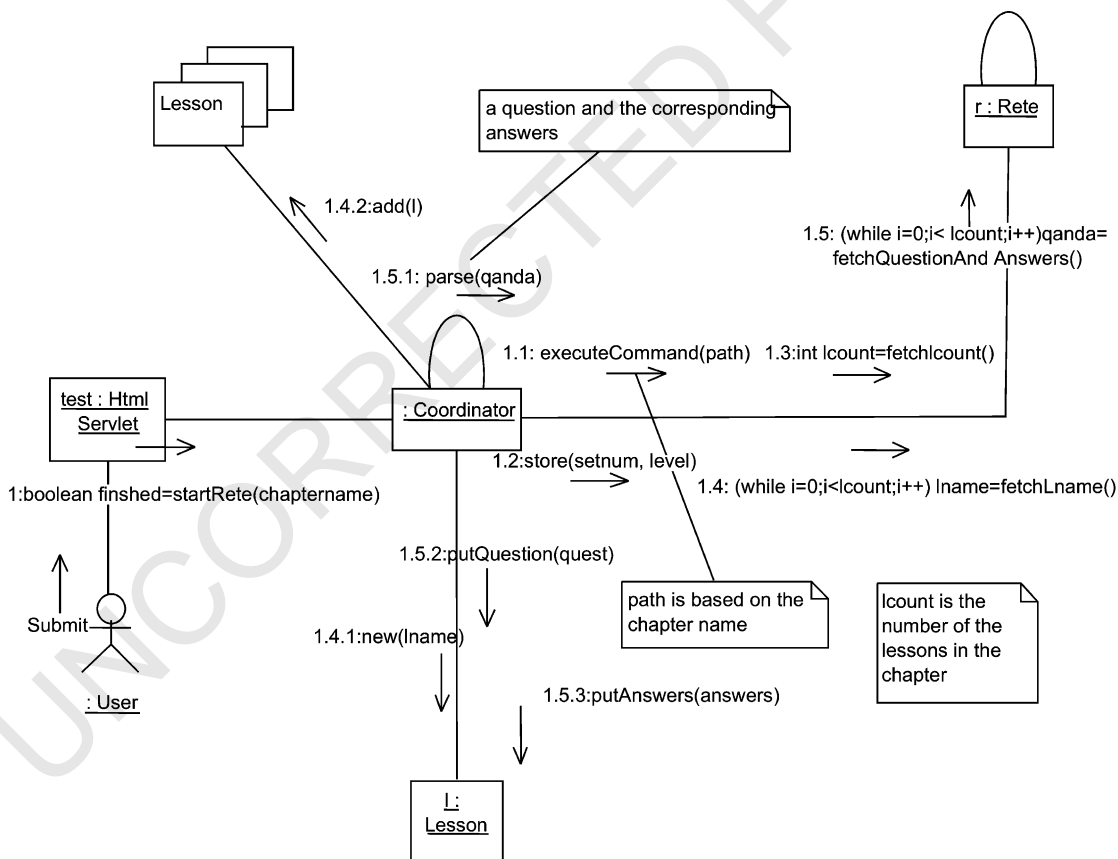 Lesson
a question and the corresponding
answers
r : Rete
1.4.2:add(l)
1.5: (while i=0;i< lcount;i++)qanda=
fetchQuestionAnd Answers()
1.5.1: parse(qanda)
1.1: executeCommand(path)
1.3:int lcount=fetchlcount()
test : Html
Servlet
: Coordinator
1.2:store(setnum, level)
1.4: (while i=0;i<lcount;i++) lname=fetchLname()
1:boolean finshed=startRete(chaptername)
1.5.2:putQuestion(quest)
path is based on the
chapter name
lcount is the
number of the
lessons in the
chapter
Submit
1.4.1:new(lname)
: User
1.5.3:putAnswers(answers)
l :
Lesson
UNCORRECTED P